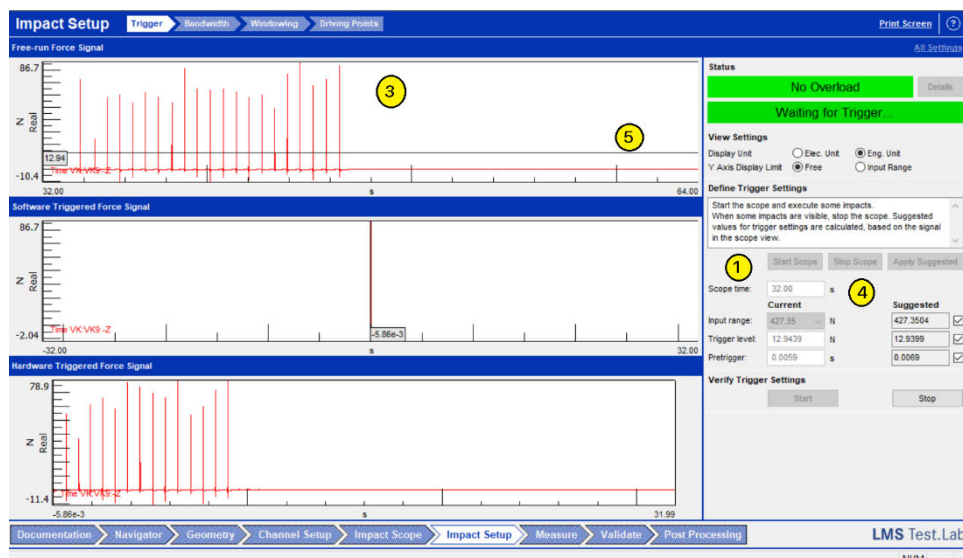 Impact Setup Trigger Bandwidth Windowing Driving Points Print Screen ?
Free-run Force Signal All Settings
86.7
N
Real
12.94
Time VK:VK9:-Z
-10.4
32.00 s 64.00
3
5
Software Triggered Force Signal
86.7
N
Real
Time VK:VK9:-Z
-5.86e-3
-2.04
-32.00 s 32.00
Hardware Triggered Force Signal
78.9
N
Real
Time VK:VK9:-Z
-11.4
-5.86e-3 s 31.99
Status
No Overload Details
Waiting for Trigger...
View Settings
Display Unit Elec. Unit Eng. Unit
Y Axis Display Limit Free Input Range
Define Trigger Settings
Start the scope and execute some impacts.
When some impacts are visible, stop the scope. Suggested
values for trigger settings are calculated, based on the signal
in the scope view.
1 Start Scope Stop Scope Apply Suggested
Scope time: 32.00 s 4
Current Suggested
Input range: 427.35 N 427.3504
Trigger level: 12.9439 N 12.9399
Pretrigger: 0.0059 s 0.0069
Verify Trigger Settings
Start Stop
Documentation Navigator Geometry Channel Setup Impact Scope Impact Setup Measure Validate Post Processing LMS Test.Lab
NUM